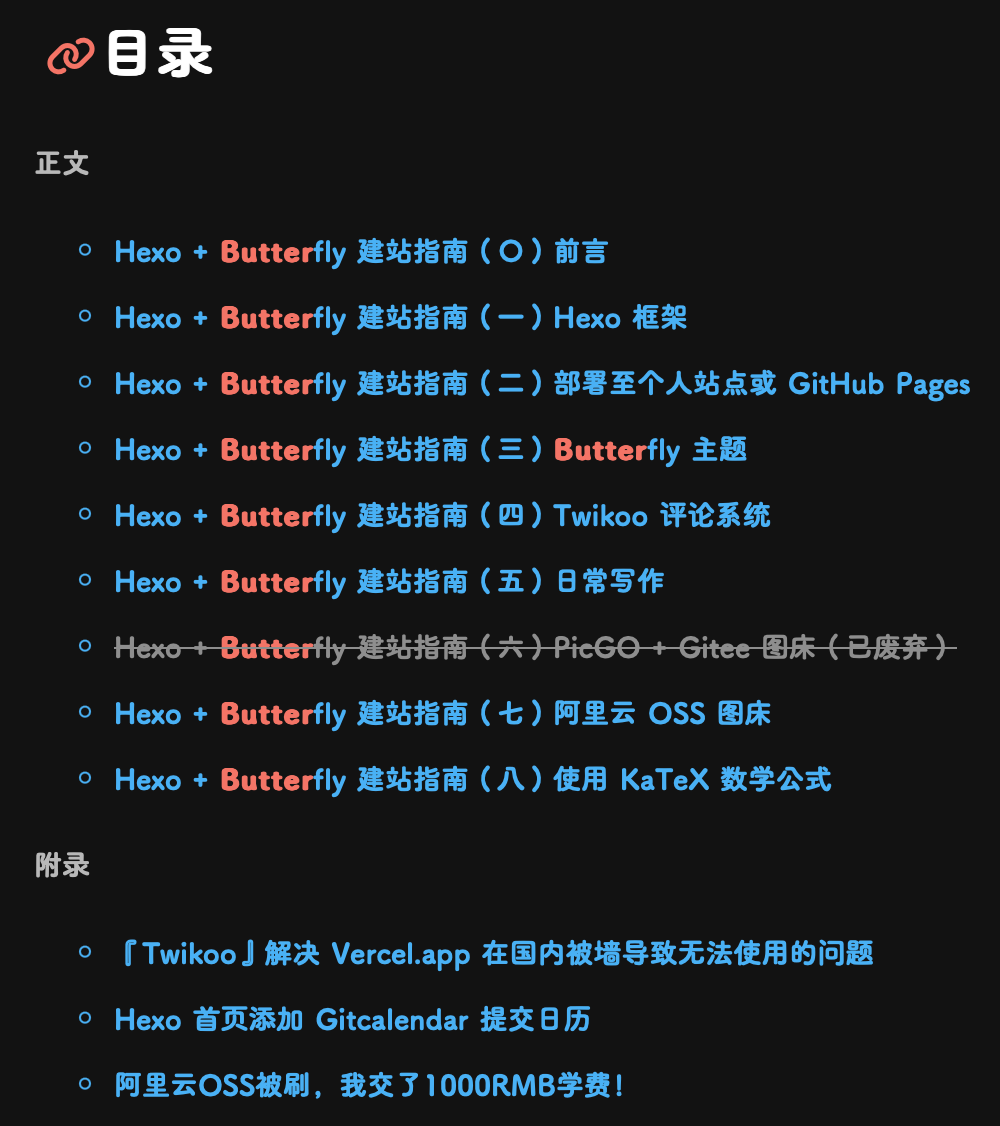 目录
正文
Hexo + Butterfly 建站指南（〇）前言
Hexo + Butterfly 建站指南（一）Hexo 框架
Hexo + Butterfly 建站指南（二）部署至个人站点或 GitHub Pages
Hexo + Butterfly 建站指南（三）Butterfly 主题
Hexo + Butterfly 建站指南（四）Twikoo 评论系统
Hexo + Butterfly 建站指南（五）日常写作
Hexo + Butterfly 建站指南（六）PicGO + Gitee 图床（已废弃）
Hexo + Butterfly 建站指南（七）阿里云 OSS 图床
Hexo + Butterfly 建站指南（八）使用 KaTeX 数学公式
附录
『Twikoo』解决 Vercel.app 在国内被墙导致无法使用的问题
Hexo 首页添加 Gitcalendar 提交日历
阿里云OSS被刷，我交了1000RMB学费！